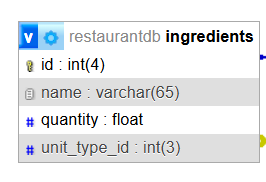 v restaurantdb ingredients
id : int(4)
name : varchar(65)
# quantity : float
# unit_type_id : int(3)